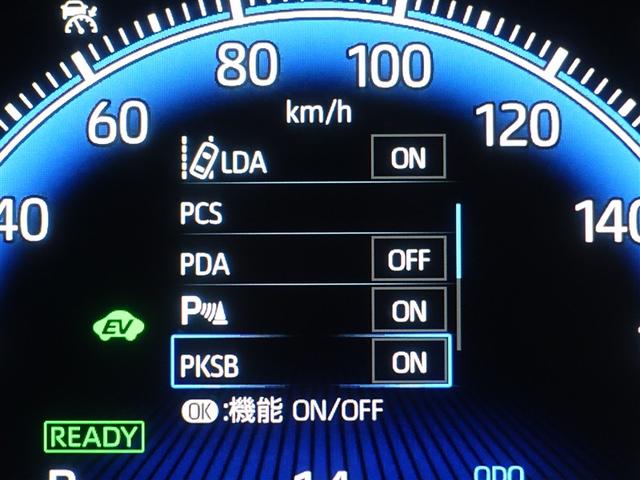 80 100
km/h
60 120
LDA ON
40 140
PCS
PDA OFF
P ON
EV
PKSB ON
OK :機能 ON/OFF
READY
ODO